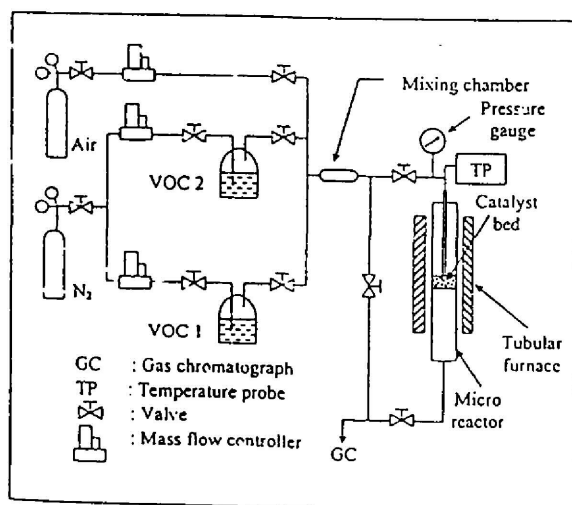 Air
VOC 2
N₂
VOC 1
Mixing chamber
Pressure
gauge
TP
Catalyst
bed
Tubular
furnace
Micro
reactor
GC
GC : Gas chromatograph
TP : Temperature probe
: Valve
: Mass flow controller